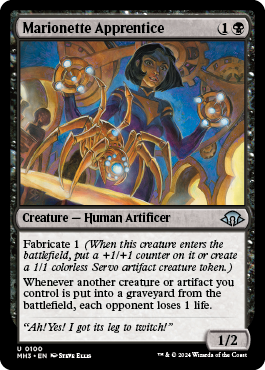 Marionette Apprentice 1
Creature — Human Artificer
Fabricate 1 (When this creature enters the
battlefield, put a +1/+1 counter on it or create
a 1/1 colorless Servo artifact creature token.)
Whenever another creature or artifact you
control is put into a graveyard from the
battlefield, each opponent loses 1 life.
“Ah! Yes! I got its leg to twitch!”
1/2
U 0100
MH3 • EN Steve Ellis
™ & © 2024 Wizards of the Coast